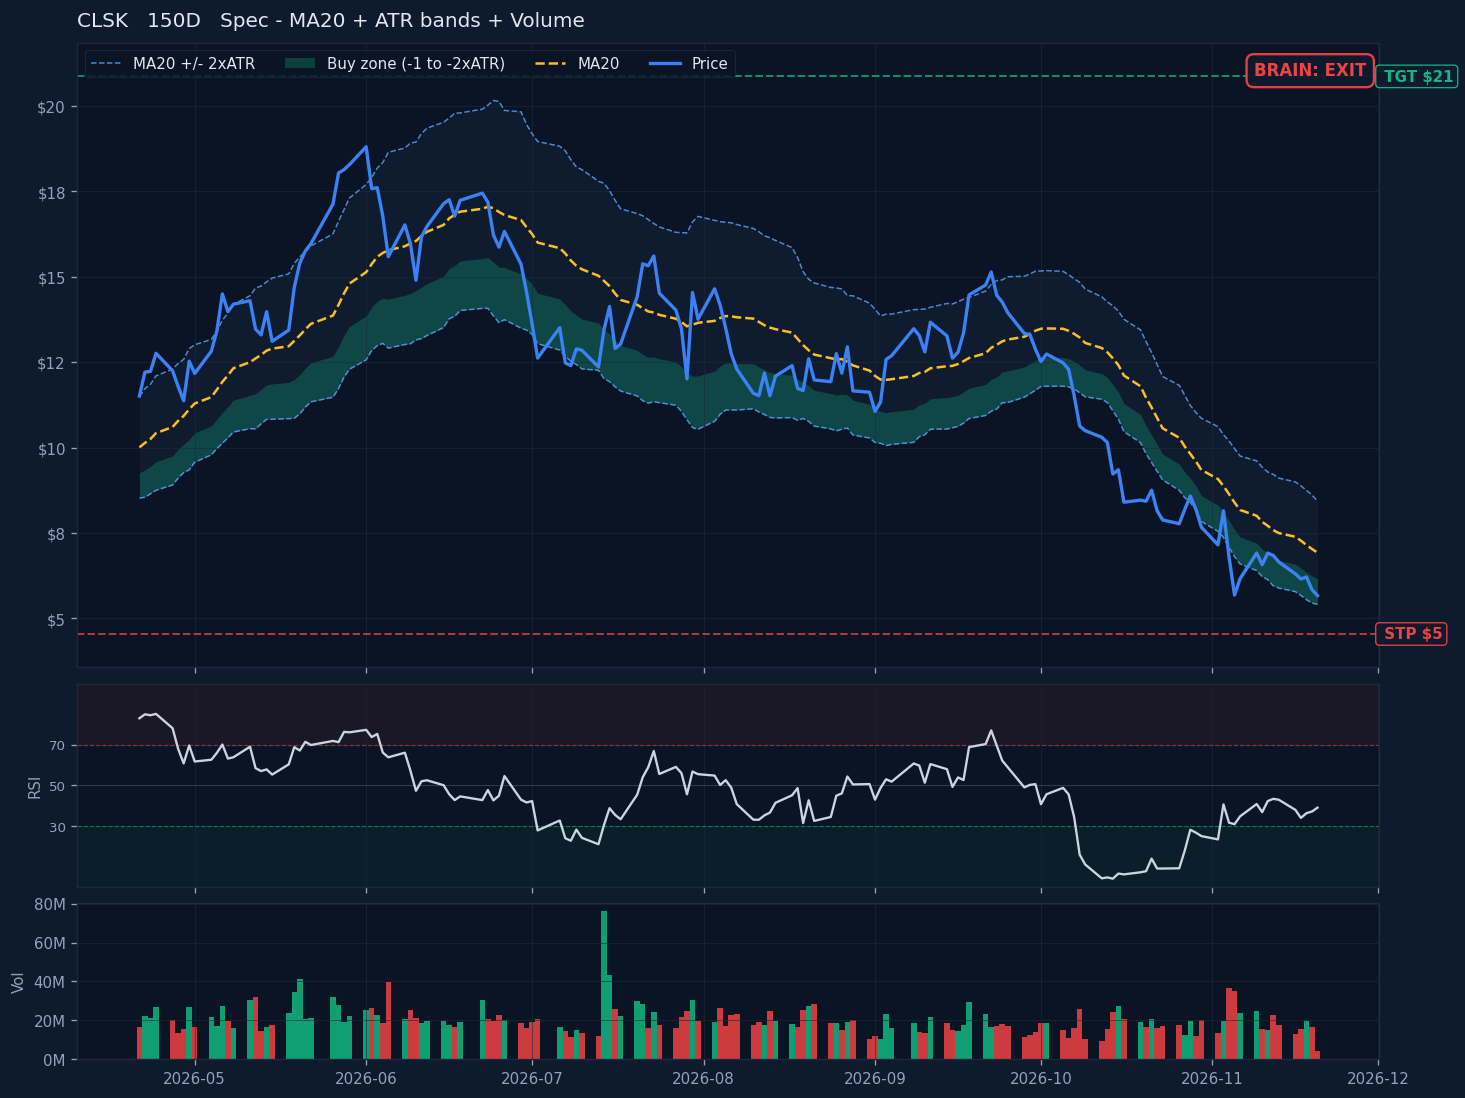 CLSK   150D   Spec - MA20 + ATR bands + Volume
MA20 +/- 2xATR
Buy zone (-1 to -2xATR)
MA20
Price
BRAIN: EXIT
TGT $21
$20
$18
$15
$12
$10
$8
$5
STP $5
RSI
70
50
30
Vol
80M
60M
40M
20M
0M
2026-05
2026-06
2026-07
2026-08
2026-09
2026-10
2026-11
2026-12